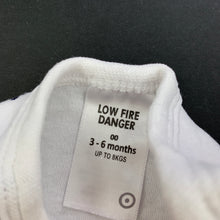 LOW FIRE
DANGER
00
3 - 6 months
UP TO 8KGS